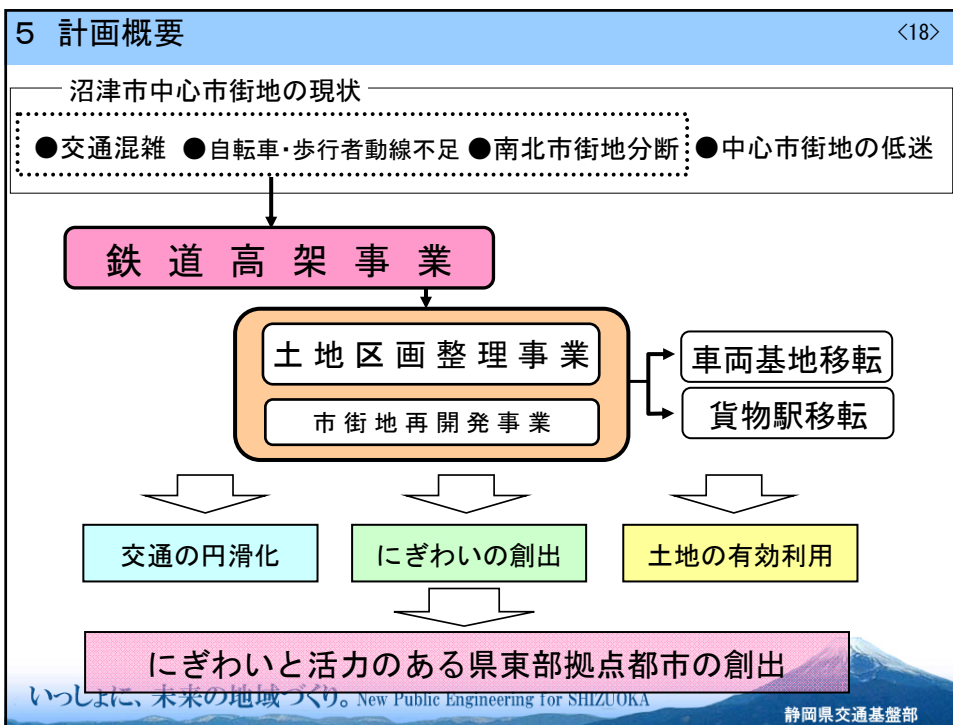 ５ 計画概要
<18>
沼津市中心市街地の現状
●交通混雑 ●自転車・歩行者動線不足 ●南北市街地分断 ●中心市街地の低迷
鉄道高架事業
土地区画整理事業
市街地再開発事業
車両基地移転
貨物駅移転
交通の円滑化
にぎわいの創出
土地の有効利用
にぎわいと活力のある県東部拠点都市の創出
いっしょに、未来の地域づくり。New Public Engineering for SHIZUOKA
静岡県交通基盤部